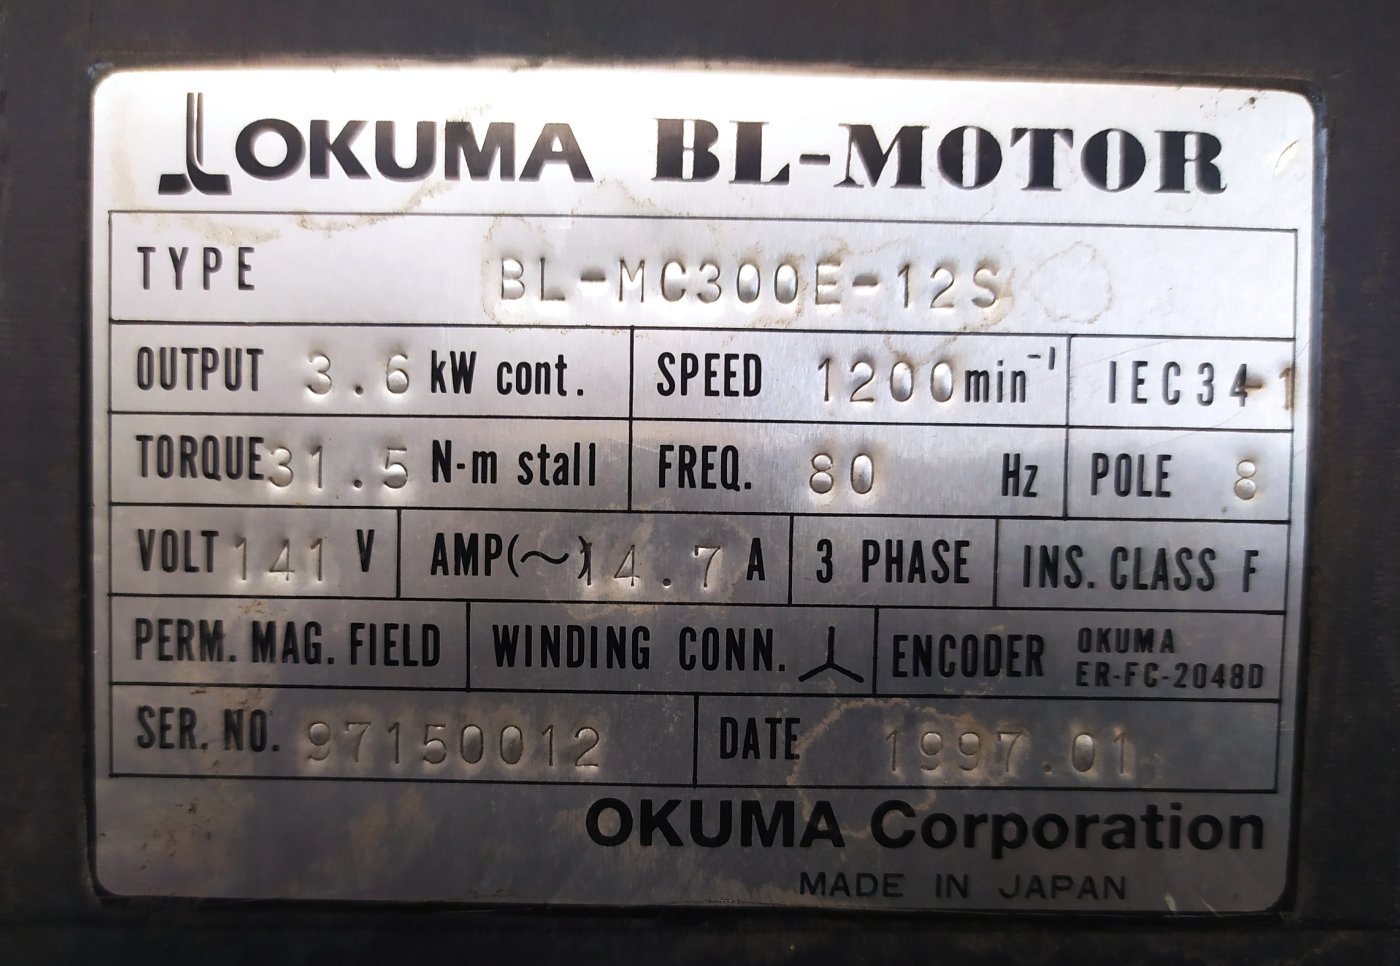 OKUMA BL-MOTOR
TYPE BL-MC300E-12S
OUTPUT 3.6 kW cont. SPEED 1200 min⁻¹ IEC34-1
TORQUE 31.5 N-m stall FREQ. 80 Hz POLE 8
VOLT 141 V AMP(~) 14.7 A 3 PHASE INS. CLASS F
PERM. MAG. FIELD WINDING CONN. ENCODER OKUMA
ER-FC-2048D
SER. NO. 97150012 DATE 1997.01
OKUMA Corporation
MADE IN JAPAN